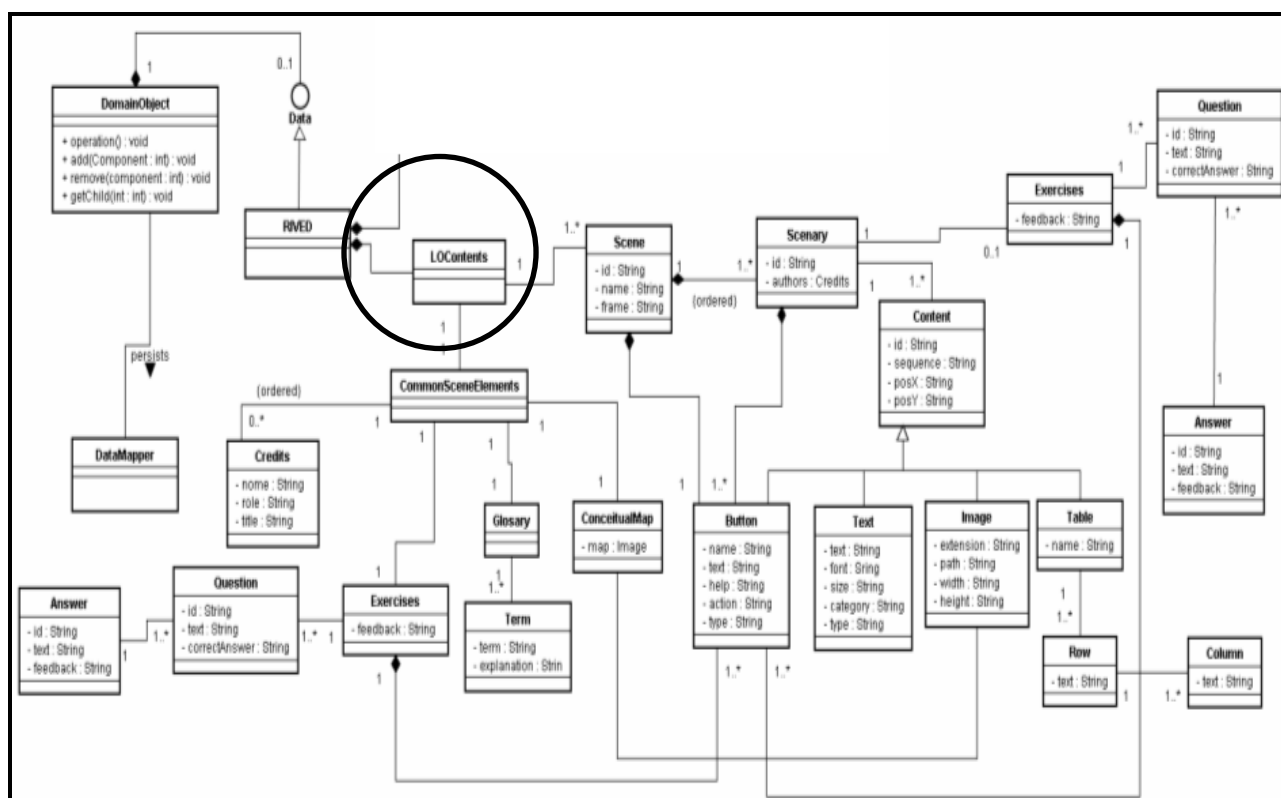 1
0..1
DomainObject
+ operation() : void
+ add(Component : int) : void
+ remove(component : int) : void
+ getChild(int : int) : void
Data
Question
- id : String
- text : String
- correctAnswer : String
1..*
1
Exercises
- feedback : String
1
0..1
1
1..*
RIVED
LOContents
1
1..*
Scene
- id : String
- name : String
- frame : String
1
1..*
(ordered)
Scenary
- id : String
- authors : Credits
1
1
1..*
Content
- id : String
- sequence : String
- posX : String
- posY : String
persists
1
1
CommonSceneElements
(ordered)
0..*
1
1
1
1
DataMapper
Credits
- nome : String
- role : String
- title : String
1
Glosary
1
ConceitualMap
- map : Image
1
1..*
Button
- name : String
- text : String
- help : String
- action : String
- type : String
Text
- text : String
- font : String
- size : String
- category : String
- type : String
Image
- extension : String
- path : String
- width : String
- height : String
Table
- name : String
1
Answer
- id : String
- text : String
- feedback : String
Answer
- id : String
- text : String
- feedback : String
1
1..*
Question
- id : String
- text : String
- correctAnswer : String
1..*
1
1
Exercises
- feedback : String
1
1
1..*
Term
- term : String
- explanation : Strin
1..*
1..*
1
1..*
Row
- text : String
1
1..*
Column
- text : String